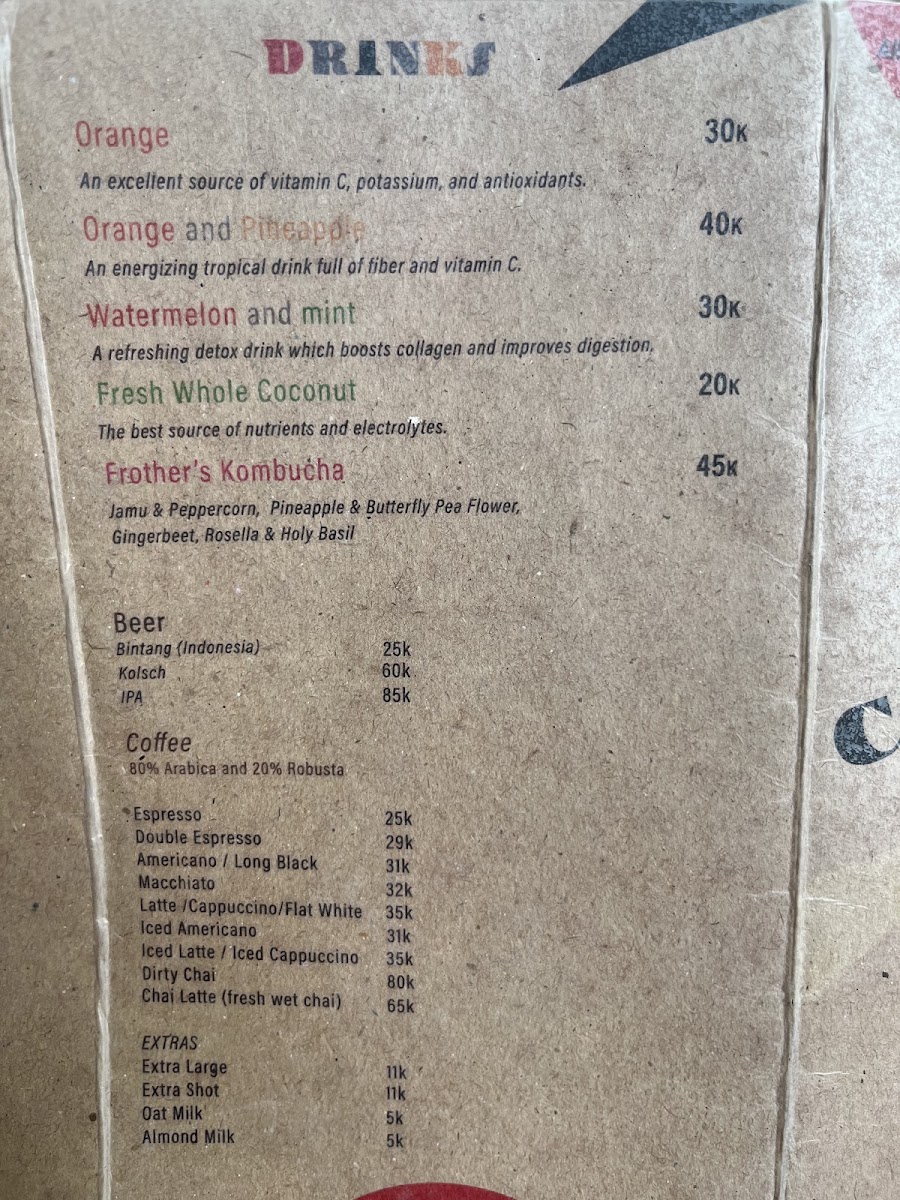 DRINKS
Orange 30K
An excellent source of vitamin C, potassium, and antioxidants.
Orange and Pineapple 40K
An energizing tropical drink full of fiber and vitamin C.
Watermelon and mint 30K
A refreshing detox drink which boosts collagen and improves digestion.
Fresh Whole Coconut 20K
The best source of nutrients and electrolytes.
Frother's Kombucha 45K
Jamu & Peppercorn, Pineapple & Butterfly Pea Flower,
Gingerbeet, Rosella & Holy Basil
Beer
Bintang (Indonesia) 25k
Kolsch 60k
IPA 85k
Coffee
80% Arabica and 20% Robusta
Espresso 25k
Double Espresso 29k
Americano / Long Black 31k
Macchiato 32k
Latte /Cappuccino/Flat White 35k
Iced Americano 31k
Iced Latte / Iced Cappuccino 35k
Dirty Chai 80k
Chai Latte (fresh wet chai) 65k
EXTRAS
Extra Large 11k
Extra Shot 11k
Oat Milk 5k
Almond Milk 5k
C